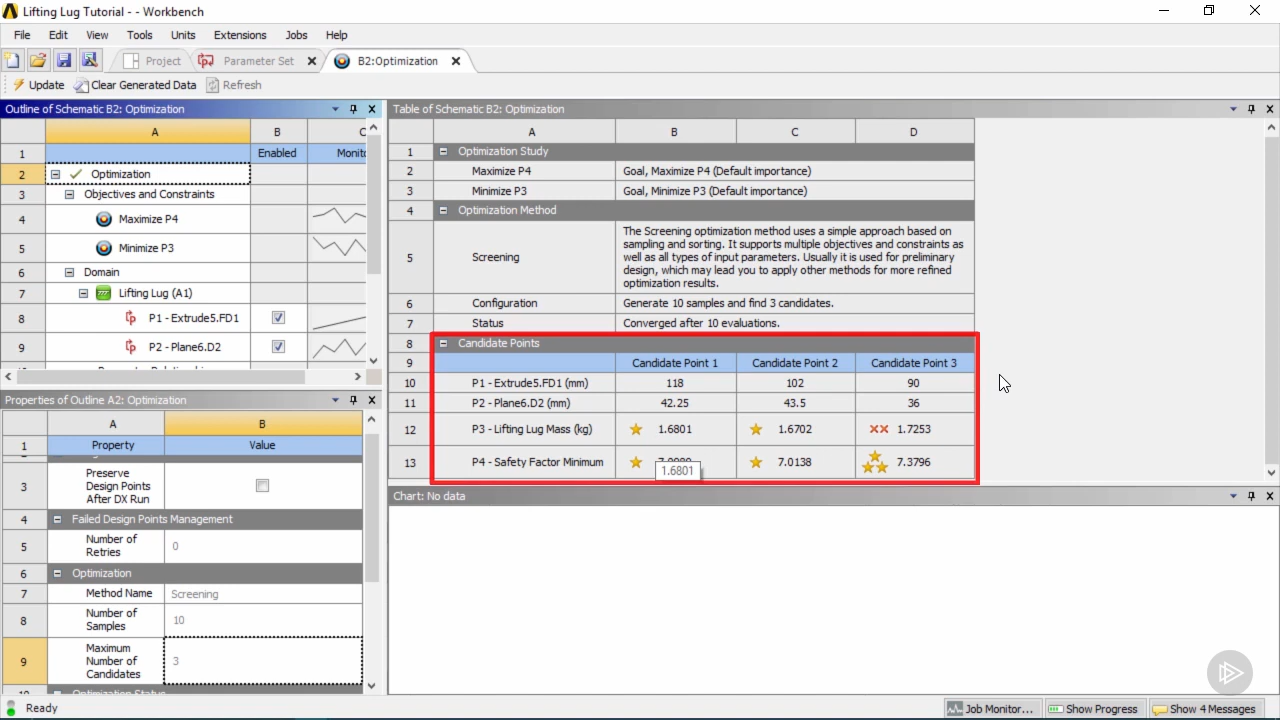 Lifting Lug Tutorial - - Workbench
File Edit View Tools Units Extensions Jobs Help
Project Parameter Set B2:Optimization
Update Clear Generated Data Refresh
Outline of Schematic B2: Optimization
A B
1 Enabled
2 Optimization
3 Objectives and Constraints
4 Maximize P4
5 Minimize P3
6 Domain
7 Lifting Lug (A1)
8 P1 - Extrude5.FD1
9 P2 - Plane6.D2
Properties of Outline A2: Optimization
A B
1 Property Value
3 Preserve
Design Points
After DX Run
4 Failed Design Points Management
5 Number of
Retries 0
6 Optimization
7 Method Name Screening
8 Number of
Samples 10
9 Maximum
Number of
Candidates 3
10 Optimization Status
Table of Schematic B2: Optimization
A B C D
1 Optimization Study
2 Maximize P4 Goal, Maximize P4 (Default importance)
3 Minimize P3 Goal, Minimize P3 (Default importance)
4 Optimization Method
5 Screening The Screening optimization method uses a simple approach based on
sampling and sorting. It supports multiple objectives and constraints as
well as all types of input parameters. Usually it is used for preliminary
design, which may lead you to apply other methods for more refined
optimization results.
6 Configuration Generate 10 samples and find 3 candidates.
7 Status Converged after 10 evaluations.
8 Candidate Points
9 Candidate Point 1 Candidate Point 2 Candidate Point 3
10 P1 - Extrude5.FD1 (mm) 118 102 90
11 P2 - Plane6.D2 (mm) 42.25 43.5 36
12 P3 - Lifting Lug Mass (kg) 1.6801 1.6702 1.7253
13 P4 - Safety Factor Minimum 7.0138 7.3796
1.6801
Chart: No data
Ready Job Monitor... Show Progress Show 4 Messages